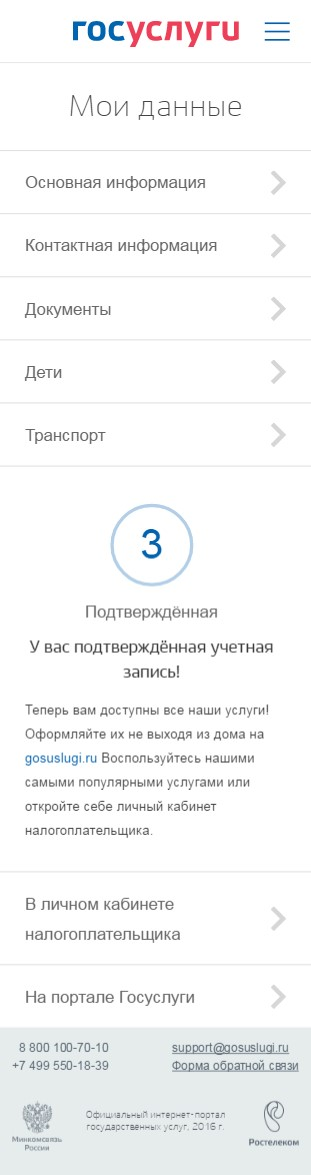 госуслуги
Мои данные
Основная информация
Контактная информация
Документы
Дети
Транспорт
3
Подтверждённая
У вас подтверждённая учетная
запись!
Теперь вам доступны все наши услуги!
Оформляйте их не выходя из дома на
gosuslugi.ru Воспользуйтесь нашими
самыми популярными услугами или
откройте себе личный кабинет
налогоплательщика.
В личном кабинете
налогоплательщика
На портале Госуслуги
8 800 100-70-10
+7 499 550-18-39
support@gosuslugi.ru
Форма обратной связи
Минкомсвязь
России
Официальный интернет-портал
государственных услуг, 2016 г.
Ростелеком